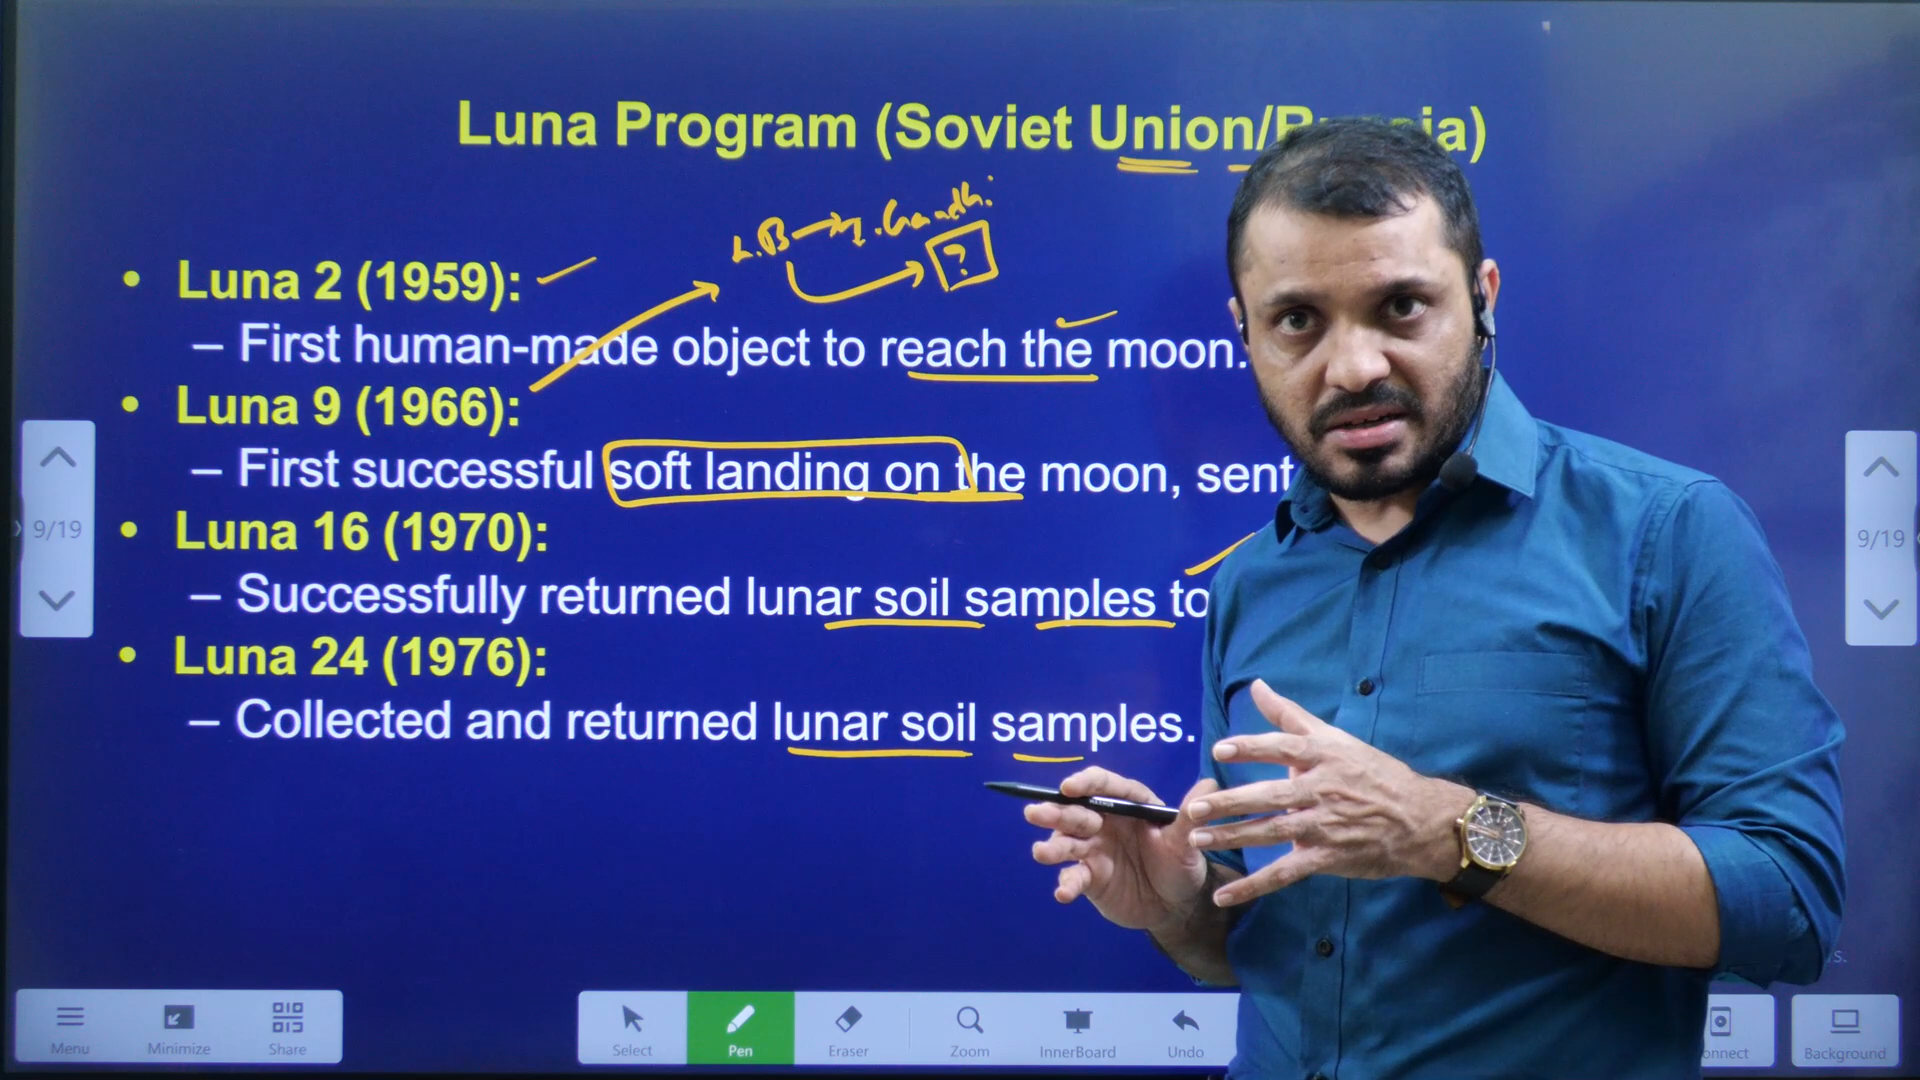 Luna Program (Soviet Union/Russia)
L.B → I. Gandhi
?
• Luna 2 (1959):
– First human-made object to reach the moon.
• Luna 9 (1966):
– First successful soft landing on the moon, sent
• Luna 16 (1970):
– Successfully returned lunar soil samples to
• Luna 24 (1976):
– Collected and returned lunar soil samples.
9/19
9/19
Menu
Minimize
Share
Select
Pen
Eraser
Zoom
InnerBoard
Undo
onnect
Background